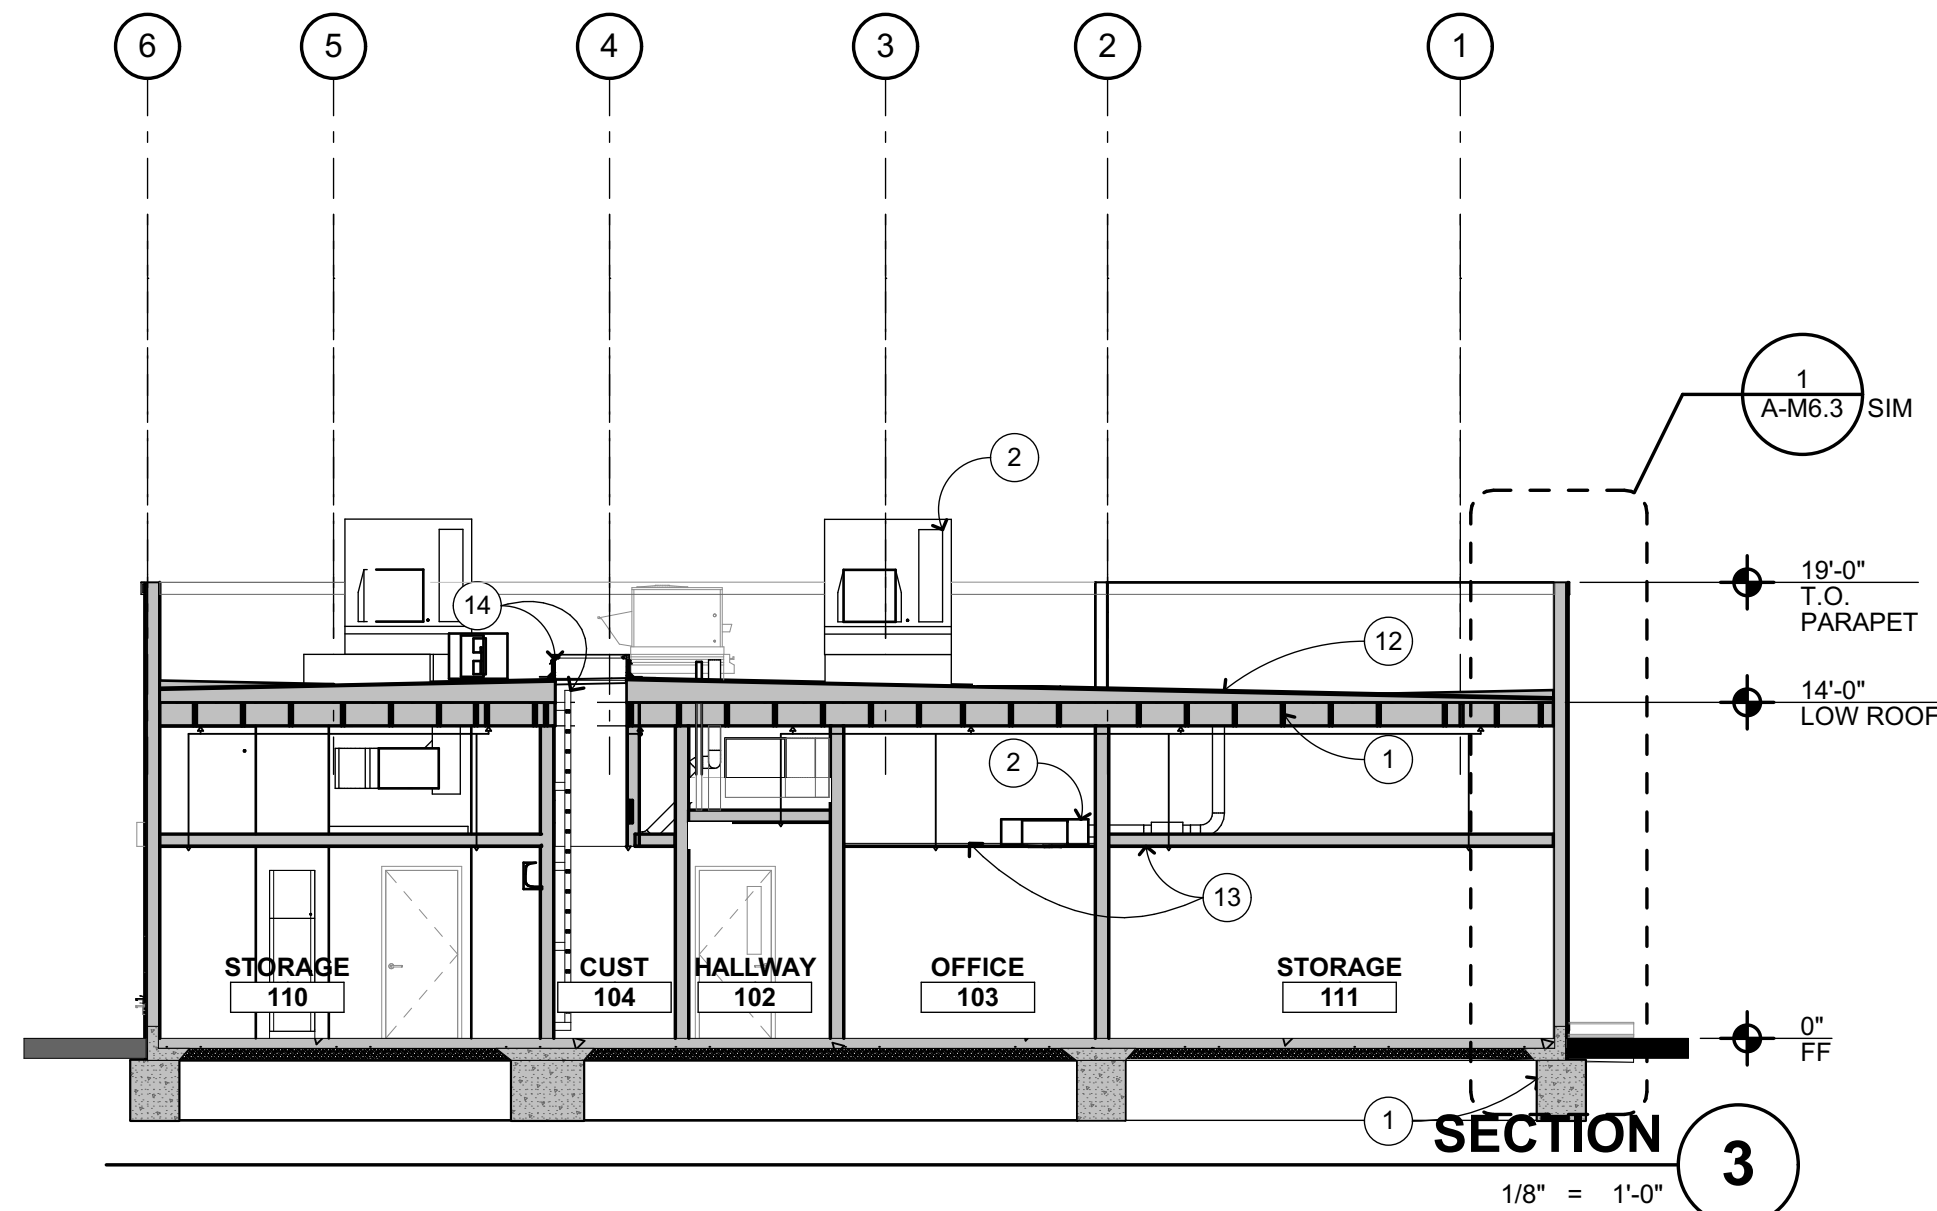 6 5 4 3 2 1
1
A-M6.3 SIM
2
19'-0"
T.O.
PARAPET
14
12
14'-0"
LOW ROOF
2
1
13
STORAGE CUST HALLWAY OFFICE STORAGE
110 104 102 103 111
0"
FF
1
SECTION
3
1/8" = 1'-0"